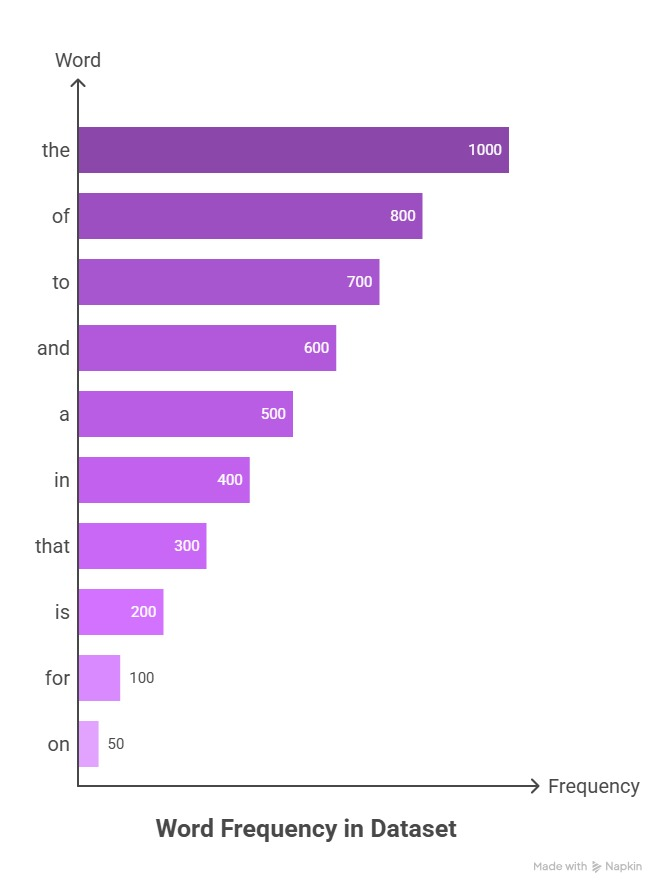 Word
the 1000
of 800
to 700
and 600
a 500
in 400
that 300
is 200
for 100
on 50
Frequency
Word Frequency in Dataset
Made with Napkin